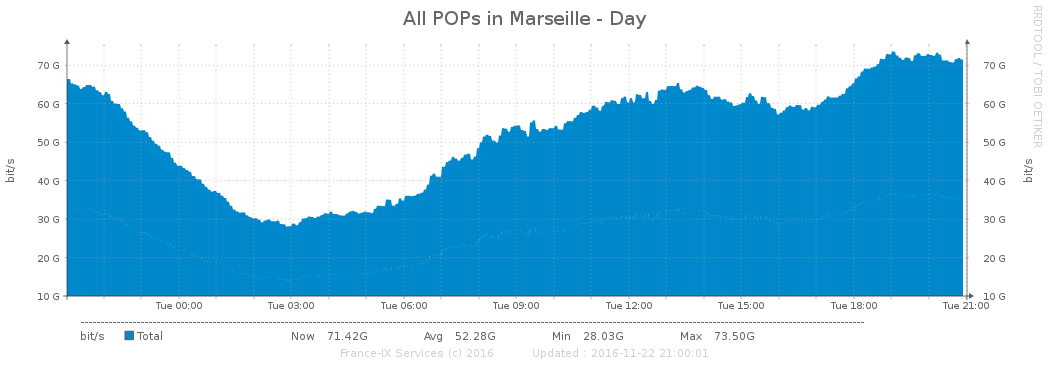 All POPs in Marseille - Day
RRDTOOL / TOBI OETIKER
bit/s
70 G
60 G
50 G
40 G
30 G
20 G
10 G
70 G
60 G
50 G
40 G
30 G
20 G
10 G
bit/s
Tue 00:00 Tue 03:00 Tue 06:00 Tue 09:00 Tue 12:00 Tue 15:00 Tue 18:00 Tue 21:00
bit/s Total Now 71.42G Avg 52.28G Min 28.03G Max 73.50G
France-IX Services (c) 2016 Updated : 2016-11-22 21:00:01